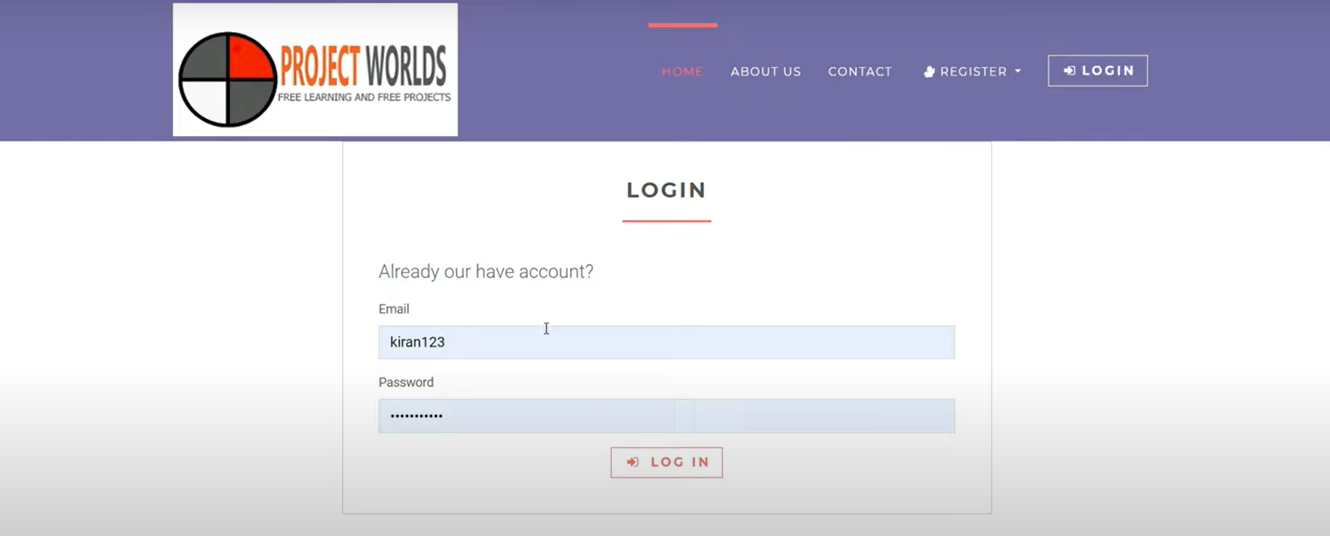 PROJECT WORLDS
FREE LEARNING AND FREE PROJECTS
HOME ABOUT US CONTACT REGISTER LOGIN
LOGIN
Already our have account?
Email
kiran123
Password
•••••••••••
LOG IN